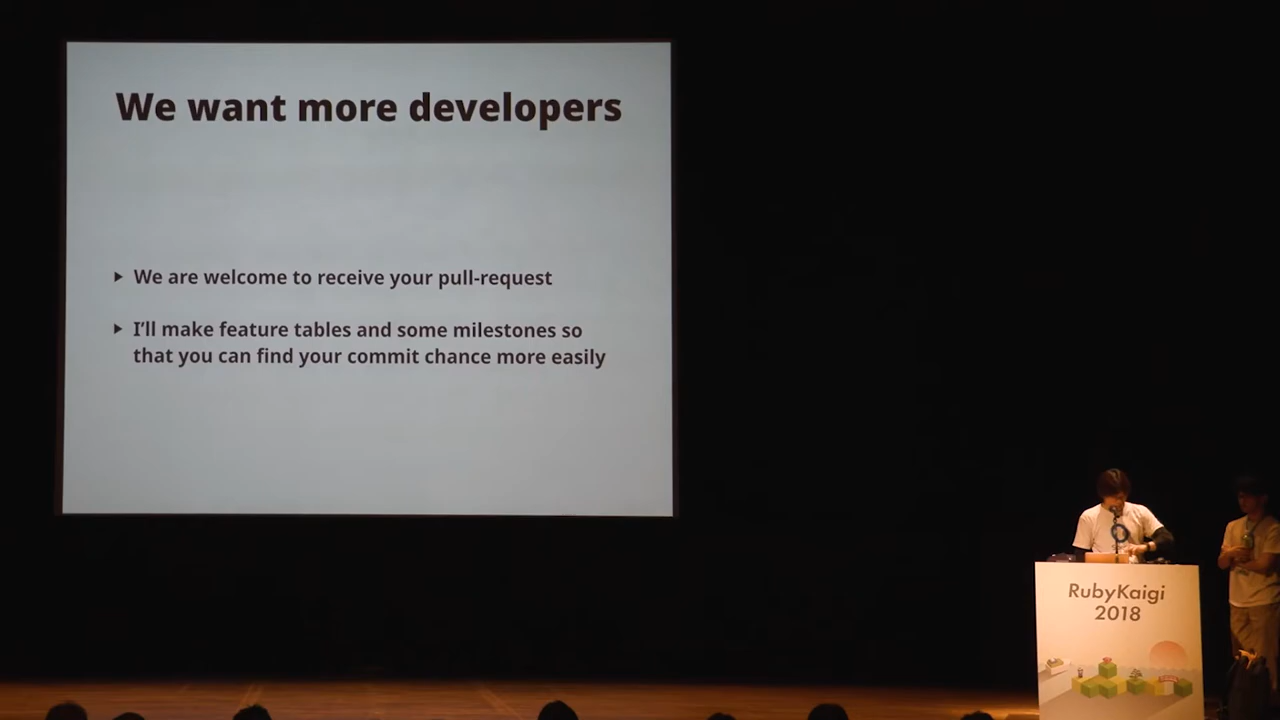 We want more developers
We are welcome to receive your pull-request
I'll make feature tables and some milestones so
that you can find your commit chance more easily
RubyKaigi
2018